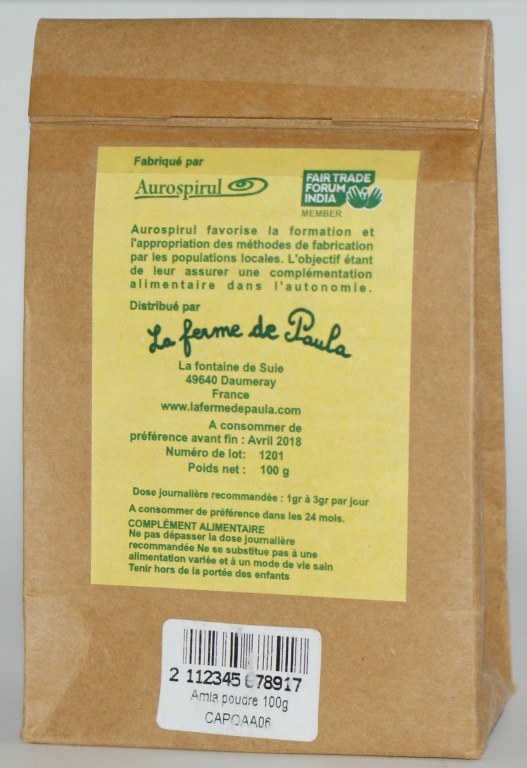 Fabriqué par
Aurospirul
FAIR TRADE
FORUM
INDIA
MEMBER
Aurospirul favorise la formation et
l'appropriation des méthodes de fabrication
par les populations locales. L'objectif étant
de leur assurer une complémentation
alimentaire dans l'autonomie.
Distribué par
La ferme de Paula
La fontaine de Suie
49640 Daumeray
France
www.lafermedepaula.com
A consommer de
préférence avant fin : Avril 2018
Numéro de lot: 1201
Poids net : 100 g
Dose journalière recommandée : 1gr à 3gr par jour
A consommer de préférence dans les 24 mois.
COMPLÉMENT ALIMENTAIRE
Ne pas dépasser la dose journalière
recommandée Ne se substitue pas à une
alimentation variée et à un mode de vie sain
Tenir hors de la portée des enfants
2 112345 678917
Amla poudre 100g
CAPOAA06